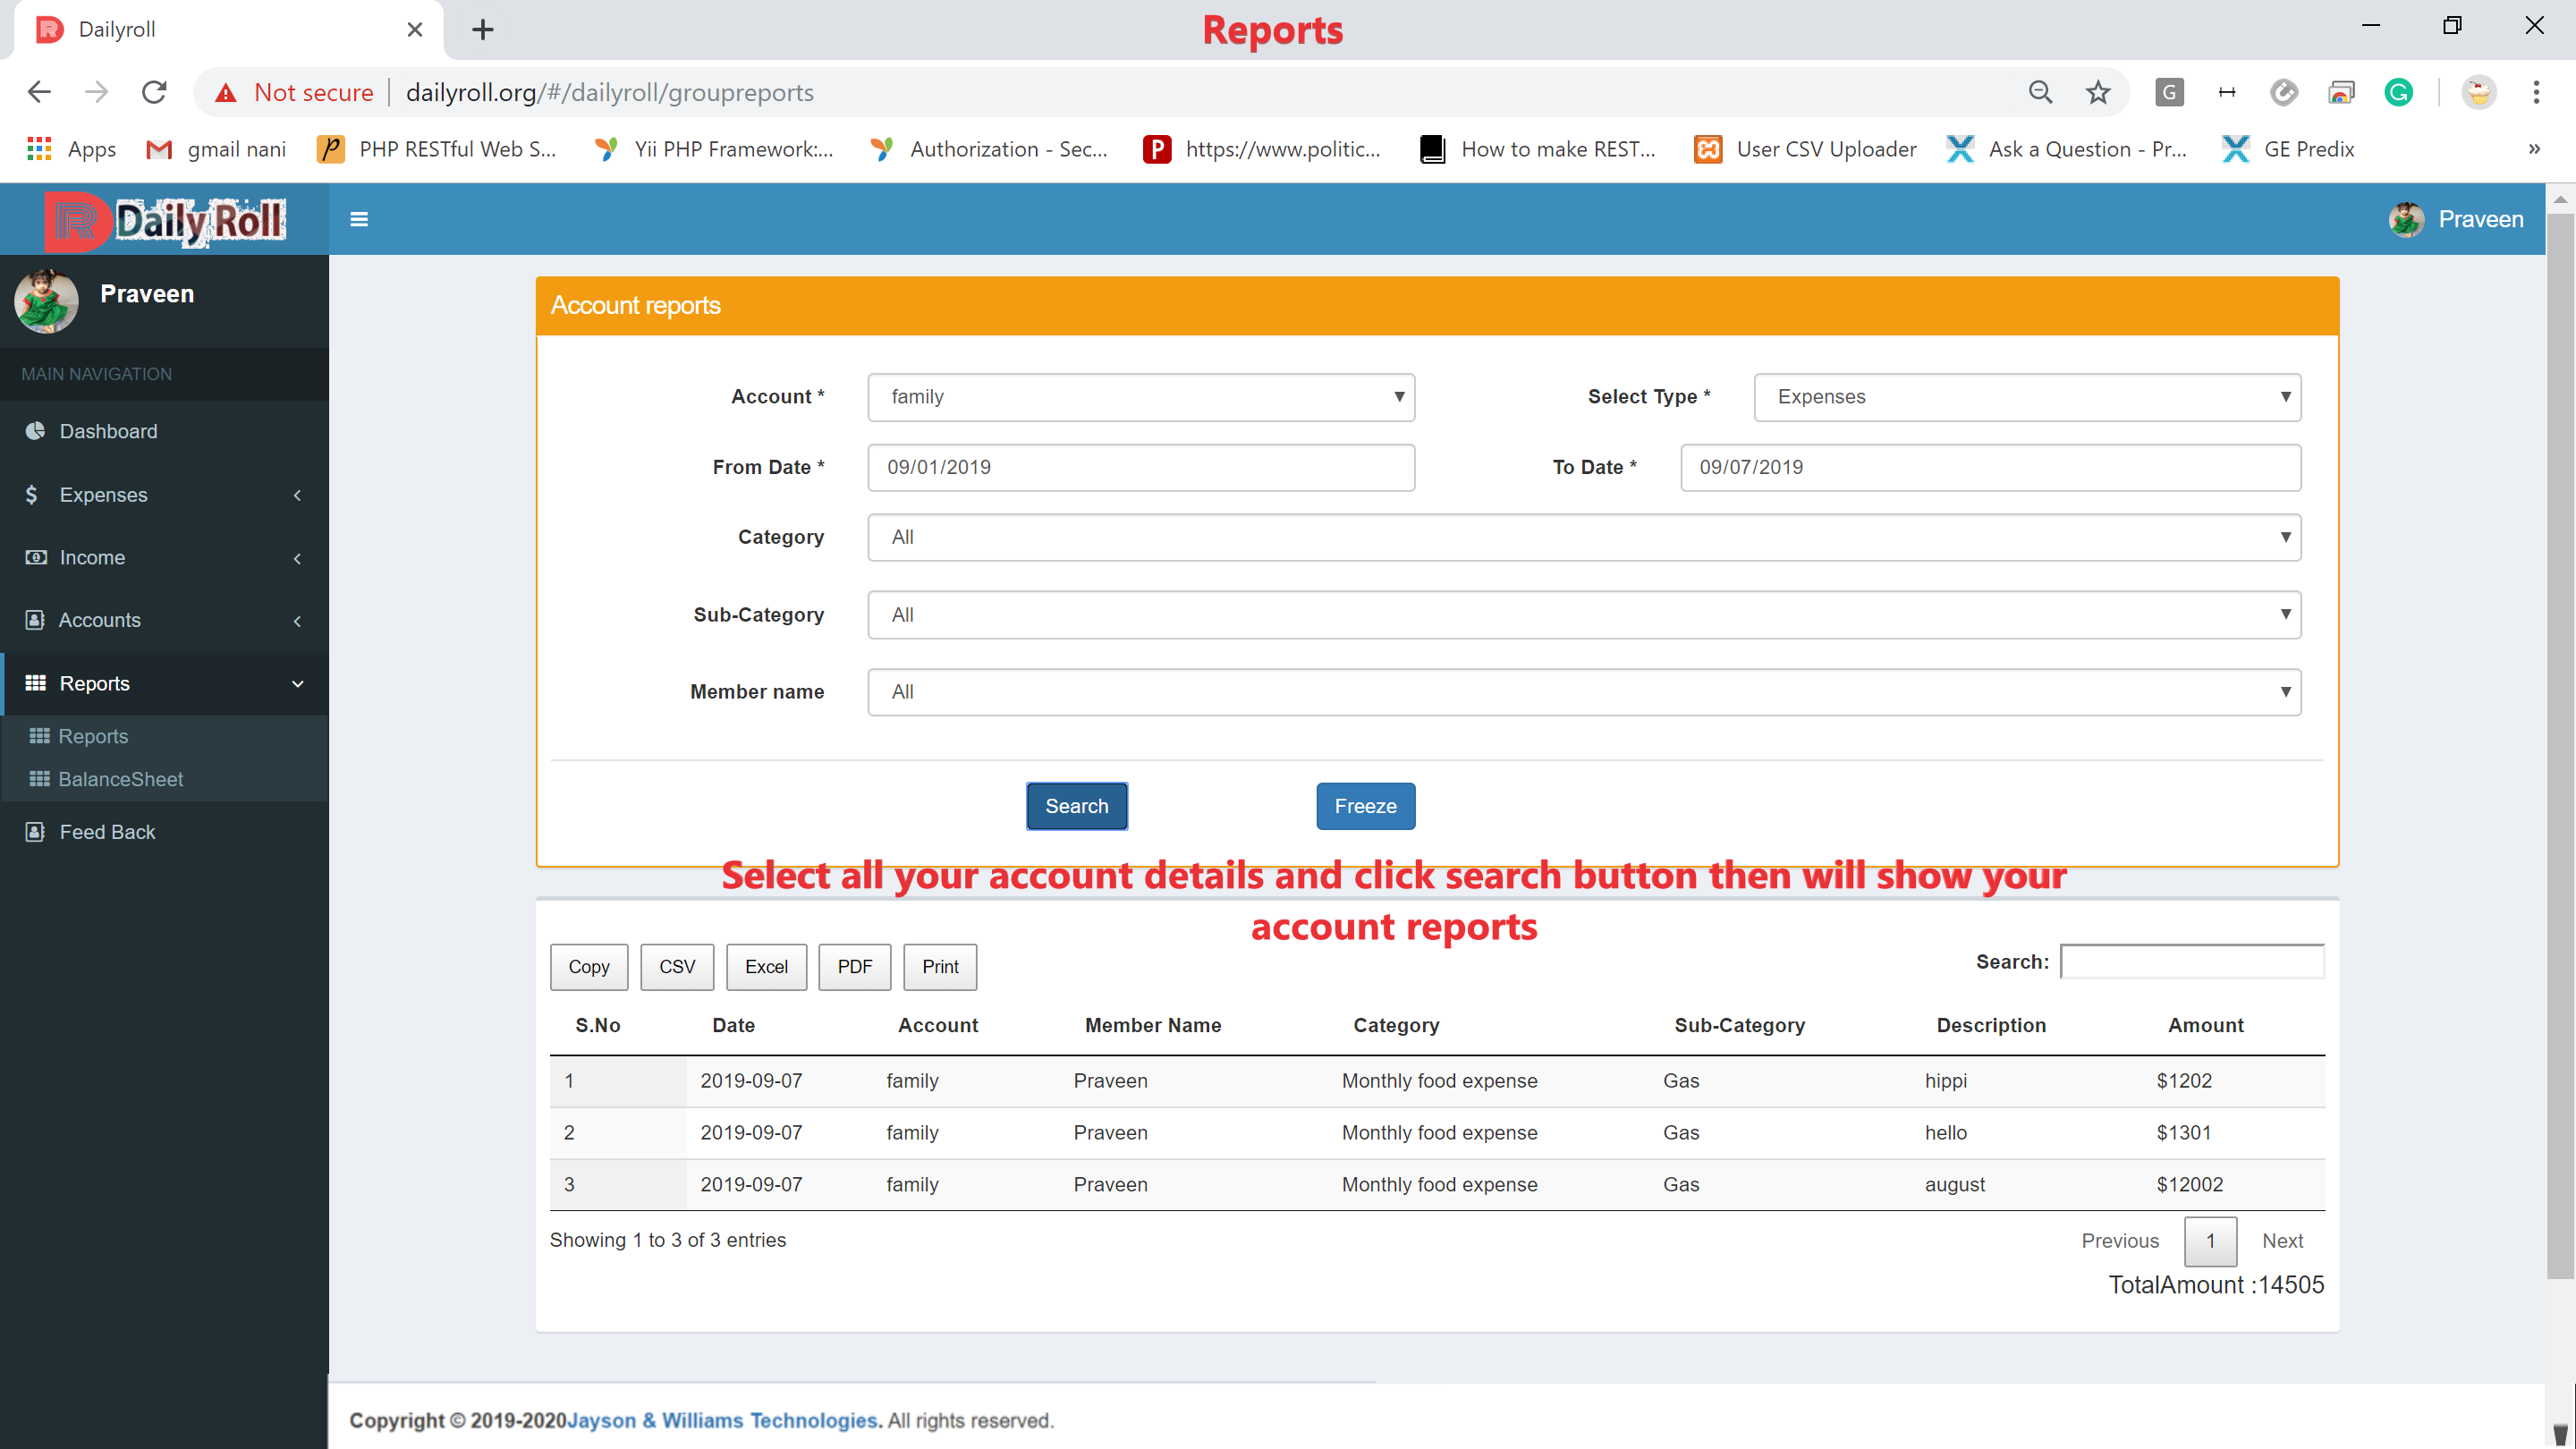 Dailyroll
Reports
Not secure dailyroll.org/#/dailyroll/groupreports
G
Apps gmail nani PHP RESTful Web S... Yii PHP Framework:... Authorization - Sec... https://www.politic... How to make REST... User CSV Uploader Ask a Question - Pr... GE Predix »
Daily Roll
Praveen
Praveen
MAIN NAVIGATION
Dashboard
Expenses
Income
Accounts
Reports
Reports
BalanceSheet
Feed Back
Account reports
Account * family Select Type * Expenses
From Date * 09/01/2019 To Date * 09/07/2019
Category All
Sub-Category All
Member name All
Search Freeze
Select all your account details and click search button then will show your
account reports
Copy CSV Excel PDF Print Search:
S.No Date Account Member Name Category Sub-Category Description Amount
1 2019-09-07 family Praveen Monthly food expense Gas hippi $1202
2 2019-09-07 family Praveen Monthly food expense Gas hello $1301
3 2019-09-07 family Praveen Monthly food expense Gas august $12002
Showing 1 to 3 of 3 entries Previous 1 Next
TotalAmount :14505
Copyright © 2019-2020Jayson & Williams Technologies. All rights reserved.